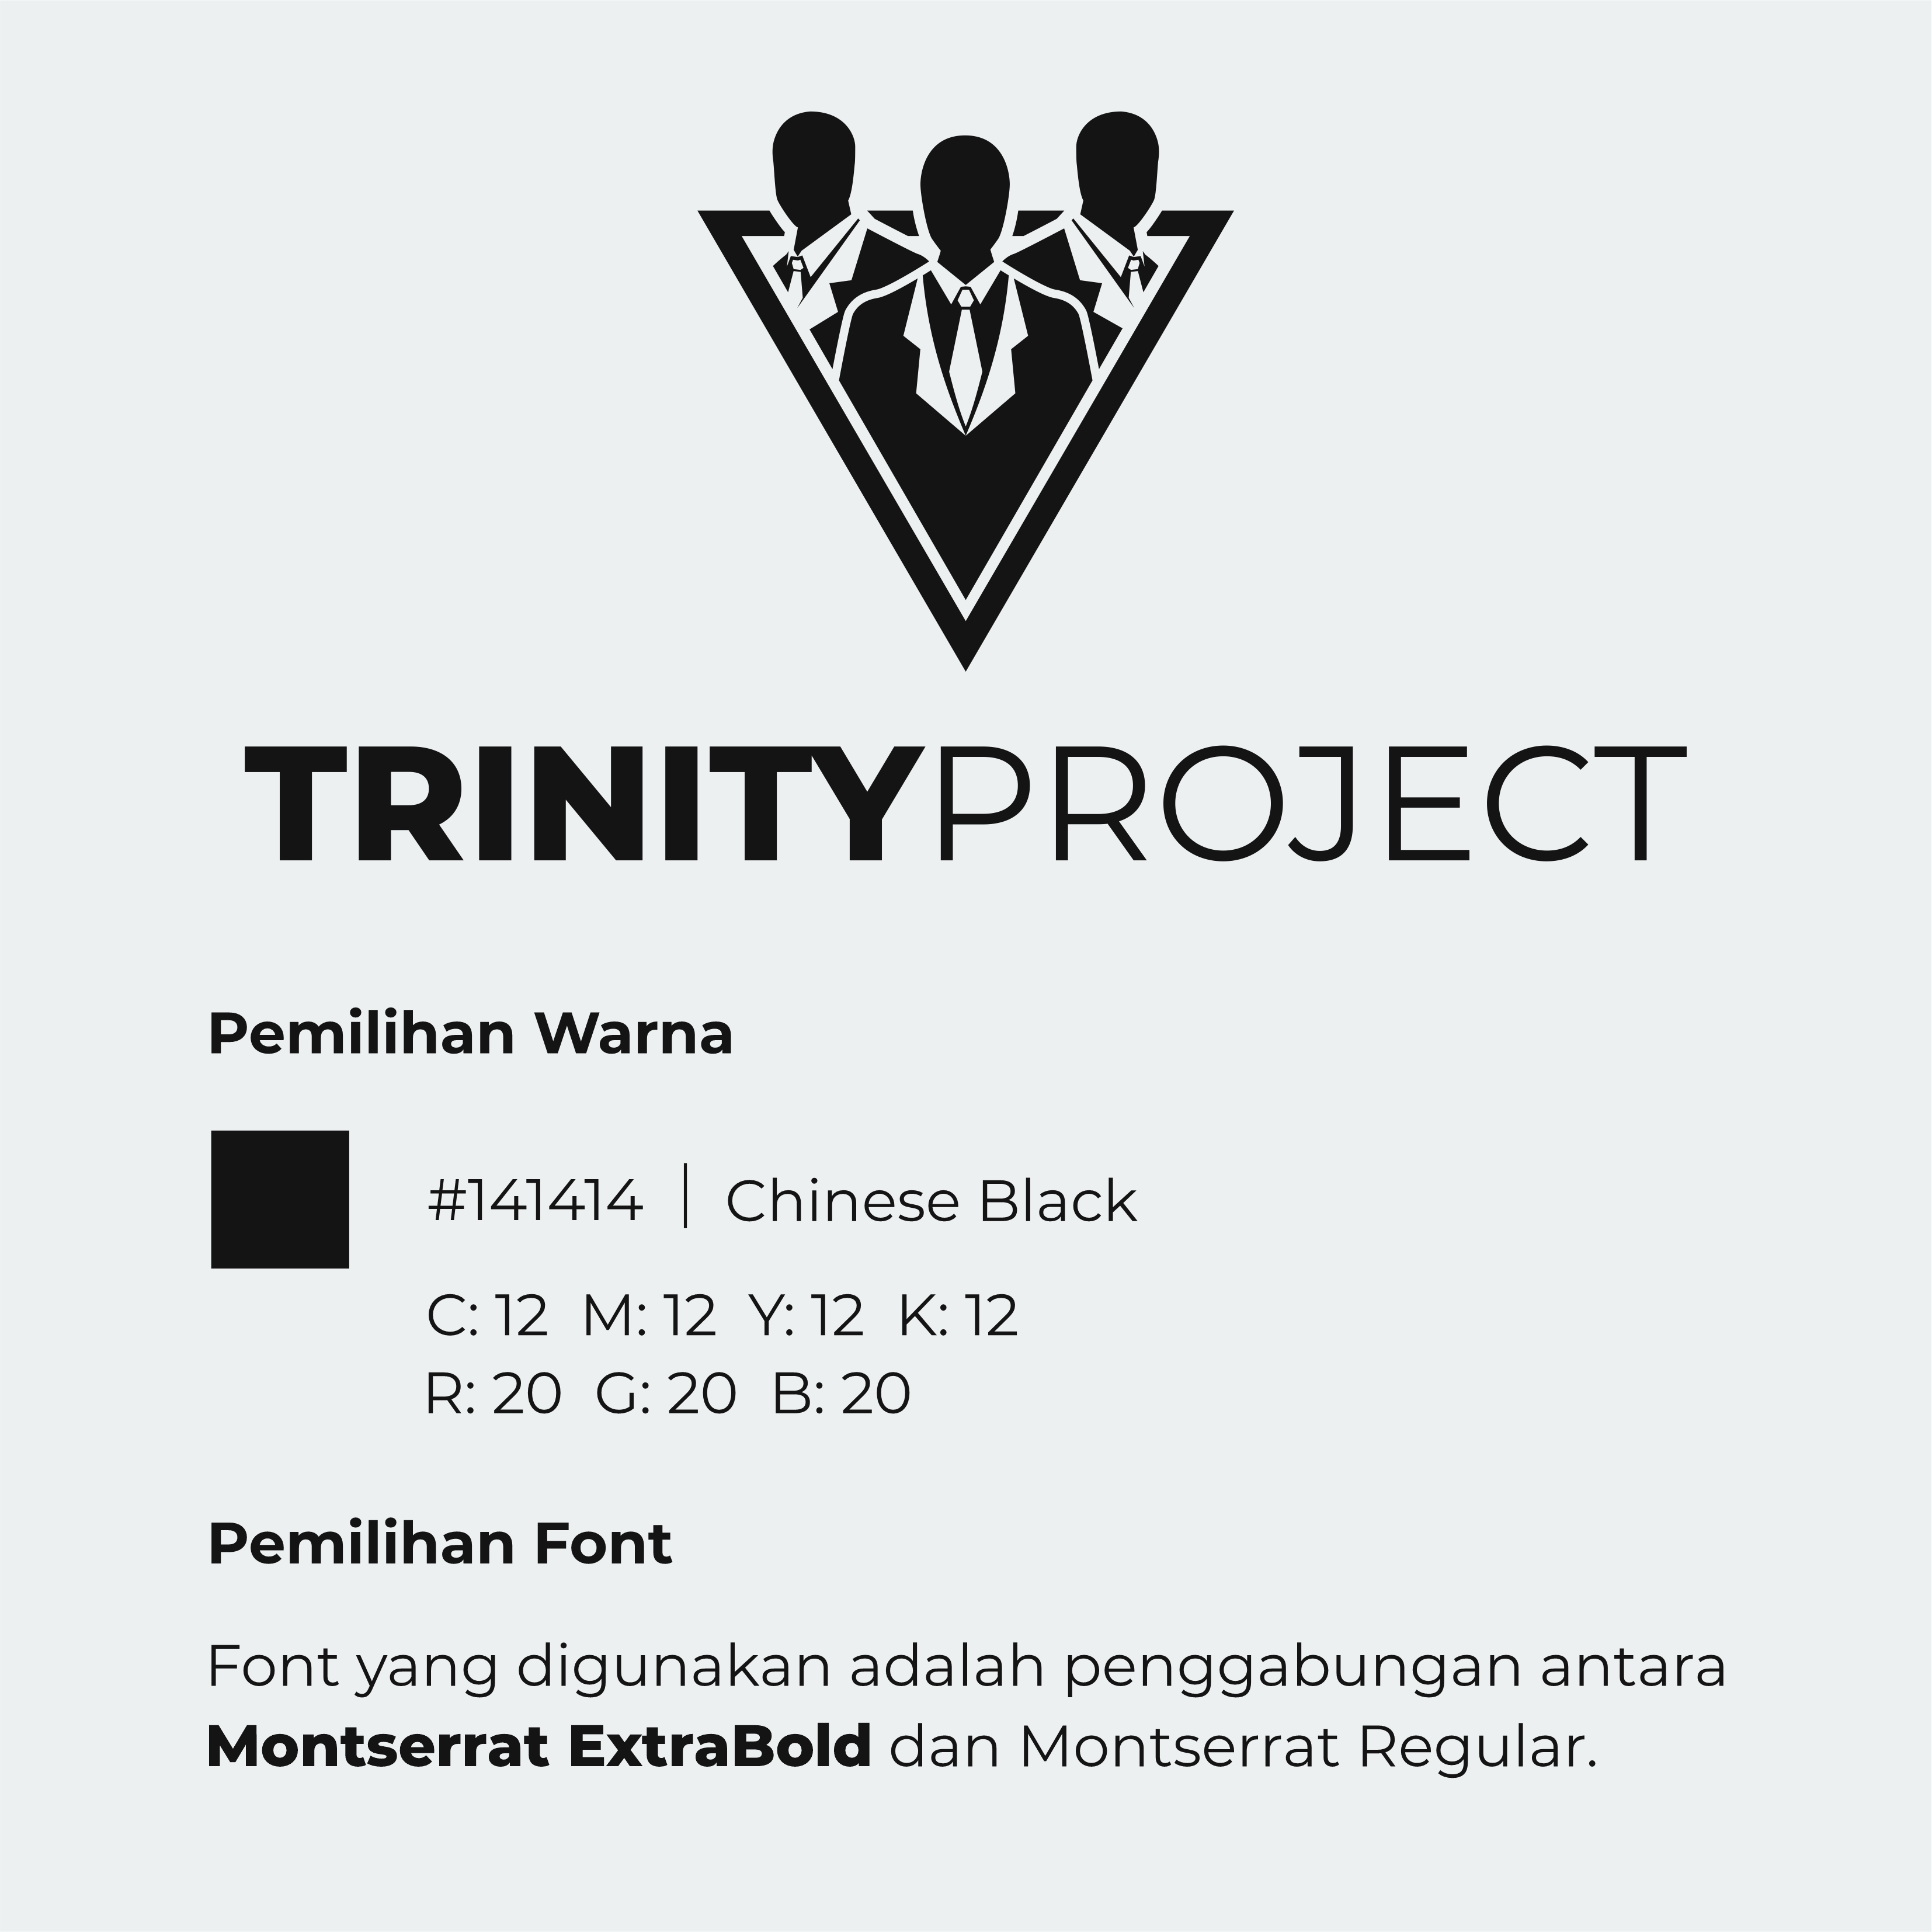 TRINITYPROJECT
Pemilihan Warna
#141414 | Chinese Black
C: 12 M: 12 Y: 12 K: 12
R: 20 G: 20 B: 20
Pemilihan Font
Font yang digunakan adalah penggabungan antara
Montserrat ExtraBold dan Montserrat Regular.